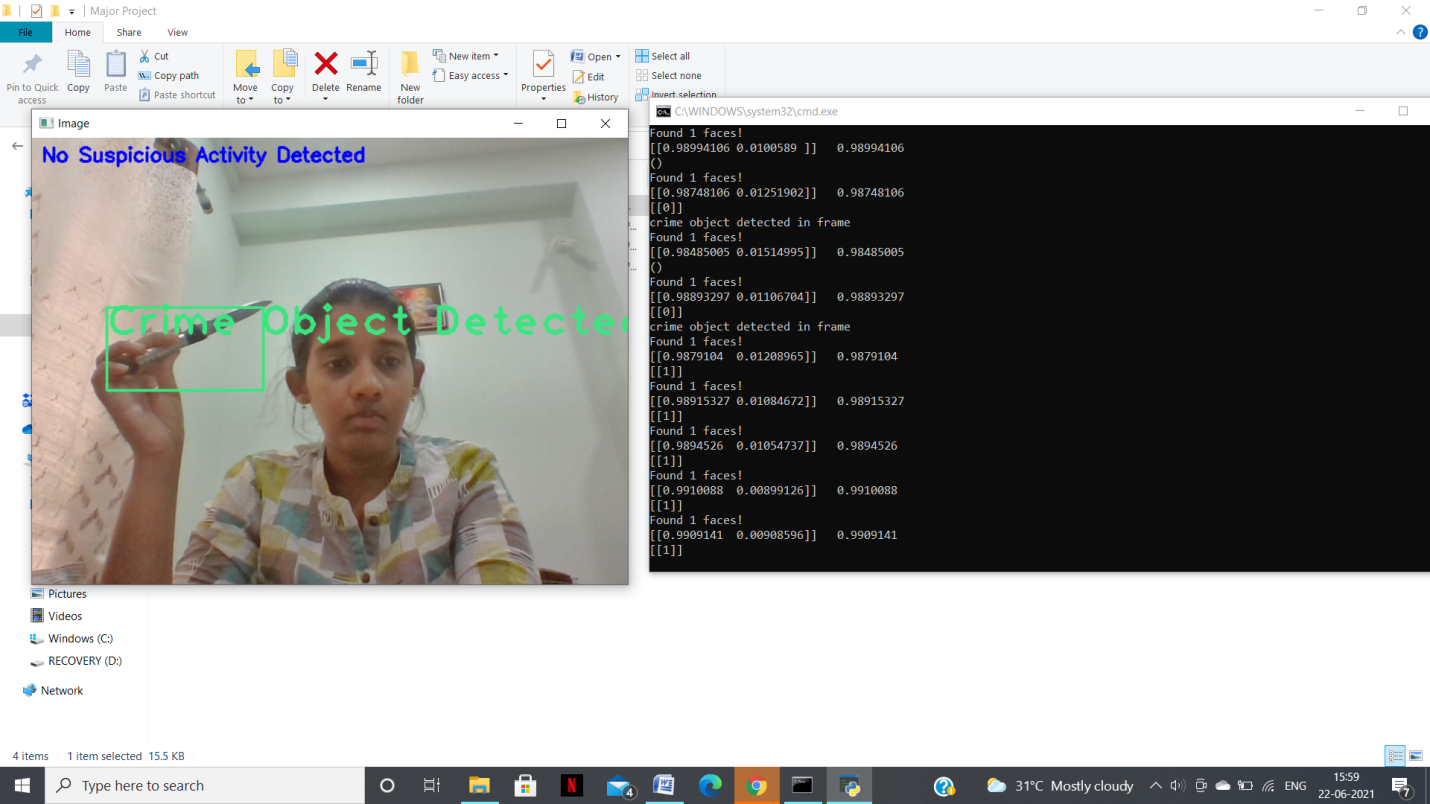 Major Project
File
Home
Share
View
Pin to Quick access
Copy
Paste
Cut
Copy path
Paste shortcut
Move to
Copy to
Delete
Rename
New folder
New item
Easy access
Properties
Open
Edit
History
Select all
Select none
Invert selection
Image
No Suspicious Activity Detected
Crime Object Detected
C:\WINDOWS\system32\cmd.exe
Found 1 faces!
[[0.98994106 0.0100589 ]]   0.98994106
()
Found 1 faces!
[[0.98748106 0.01251902]]   0.98748106
[[0]]
crime object detected in frame
Found 1 faces!
[[0.98485005 0.01514995]]   0.98485005
()
Found 1 faces!
[[0.98893297 0.01106704]]   0.98893297
[[0]]
crime object detected in frame
Found 1 faces!
[[0.9879104  0.01208965]]   0.9879104
[[1]]
Found 1 faces!
[[0.98915327 0.01084672]]   0.98915327
[[1]]
Found 1 faces!
[[0.9894526  0.01054737]]   0.9894526
[[1]]
Found 1 faces!
[[0.9910088  0.00899126]]   0.9910088
[[1]]
Found 1 faces!
[[0.9909141  0.00908596]]   0.9909141
[[1]]
Pictures
Videos
Windows (C:)
RECOVERY (D:)
Network
4 items
1 item selected 15.5 KB
Type here to search
4
31°C Mostly cloudy
ENG
15:59
22-06-2021
7